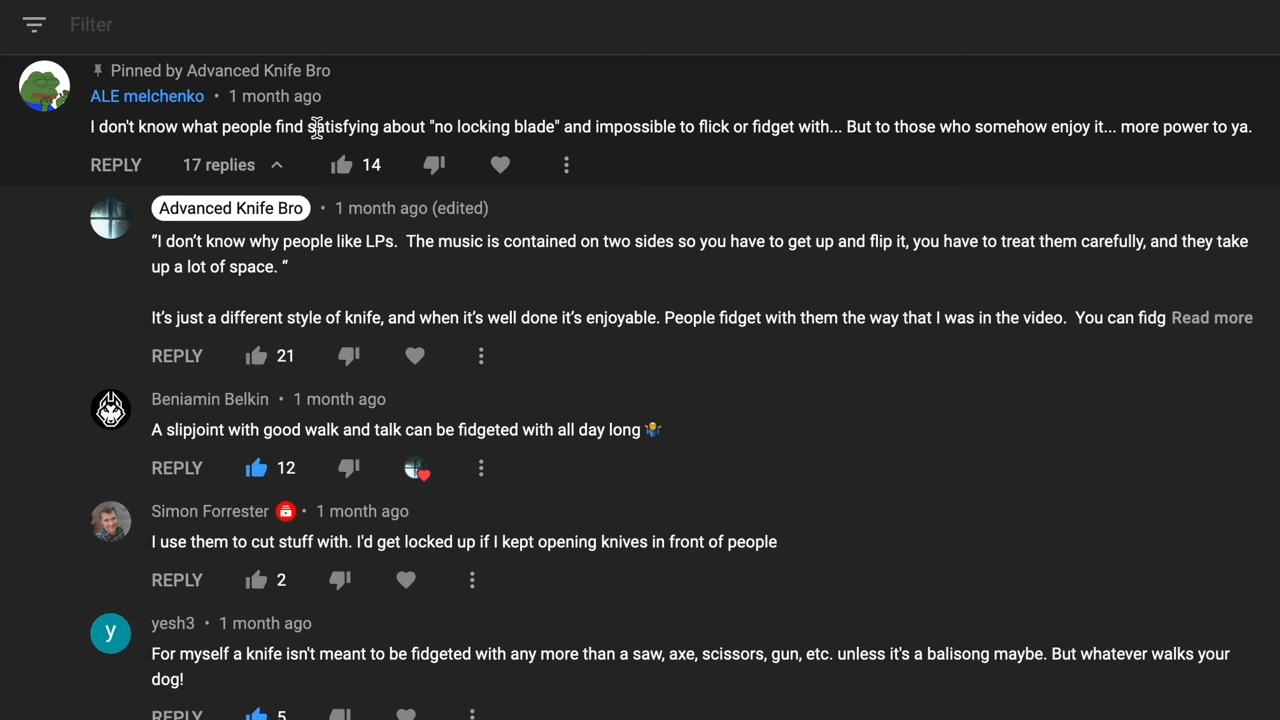 Filter
Pinned by Advanced Knife Bro
ALE melchenko • 1 month ago
I don't know what people find satisfying about "no locking blade" and impossible to flick or fidget with... But to those who somehow enjoy it... more power to ya.
REPLY 17 replies 14
Advanced Knife Bro • 1 month ago (edited)
“I don’t know why people like LPs. The music is contained on two sides so you have to get up and flip it, you have to treat them carefully, and they take
up a lot of space. “
It’s just a different style of knife, and when it’s well done it’s enjoyable. People fidget with them the way that I was in the video. You can fidg Read more
REPLY 21
Beniamin Belkin • 1 month ago
A slipjoint with good walk and talk can be fidgeted with all day long 🤷‍♂️
REPLY 12
Simon Forrester • 1 month ago
I use them to cut stuff with. I'd get locked up if I kept opening knives in front of people
REPLY 2
y
yesh3 • 1 month ago
For myself a knife isn't meant to be fidgeted with any more than a saw, axe, scissors, gun, etc. unless it's a balisong maybe. But whatever walks your
dog!
REPLY 5